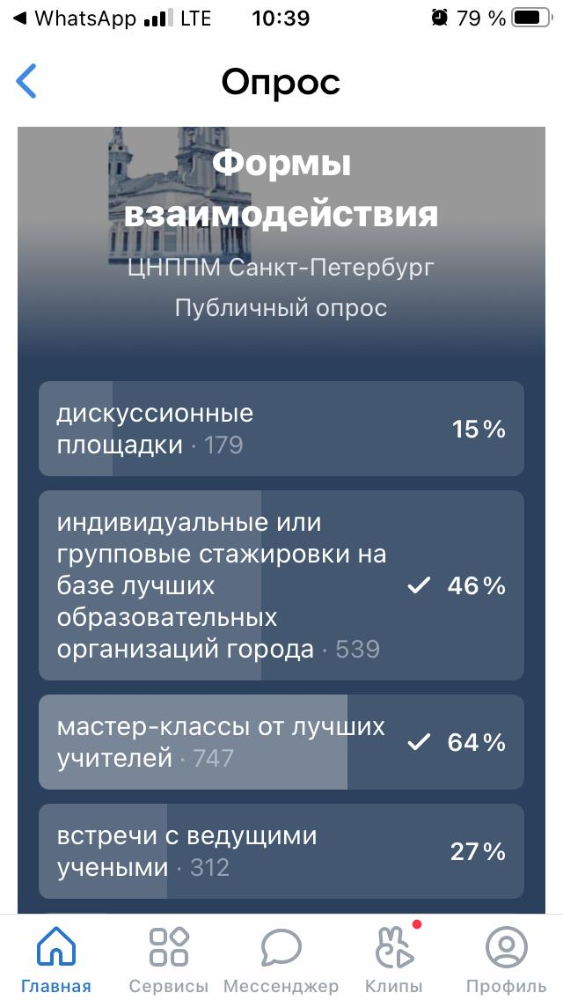 WhatsApp LTE 10:39 79 %
Опрос
Формы
взаимодействия
ЦНППМ Санкт-Петербург
Публичный опрос
дискуссионные
площадки · 179
15%
индивидуальные или
групповые стажировки на
базе лучших
образовательных
организаций города · 539
46%
мастер-классы от лучших
учителей · 747
64%
встречи с ведущими
учеными · 312
27%
Главная Сервисы Мессенджер Клипы Профиль